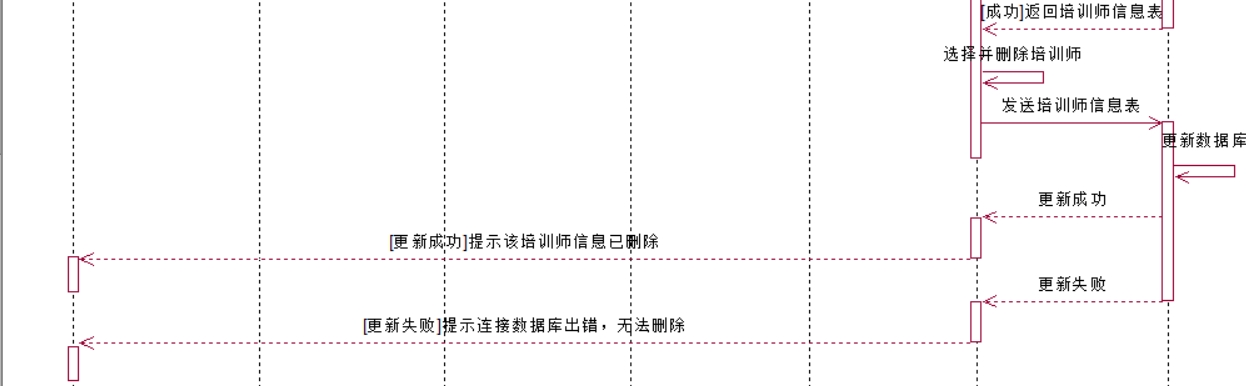 [成功]返回培训师信息表
选择并删除培训师
发送培训师信息表
更新数据库
更新成功
[更新成功]提示该培训师信息已删除
更新失败
[更新失败]提示连接数据库出错，无法删除